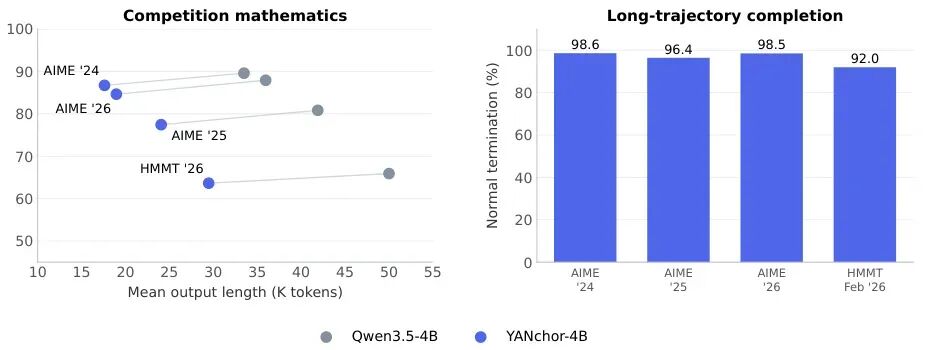 Competition mathematics
100
90
80
70
60
50
AIME '24
AIME '26
AIME '25
HMMT '26
10 15 20 25 30 35 40 45 50 55
Mean output length (K tokens)
Long-trajectory completion
Normal termination (%)
100
80
60
40
20
0
98.6 96.4 98.5 92.0
AIME '24
AIME '25
AIME '26
HMMT Feb '26
Qwen3.5-4B
YANchor-4B